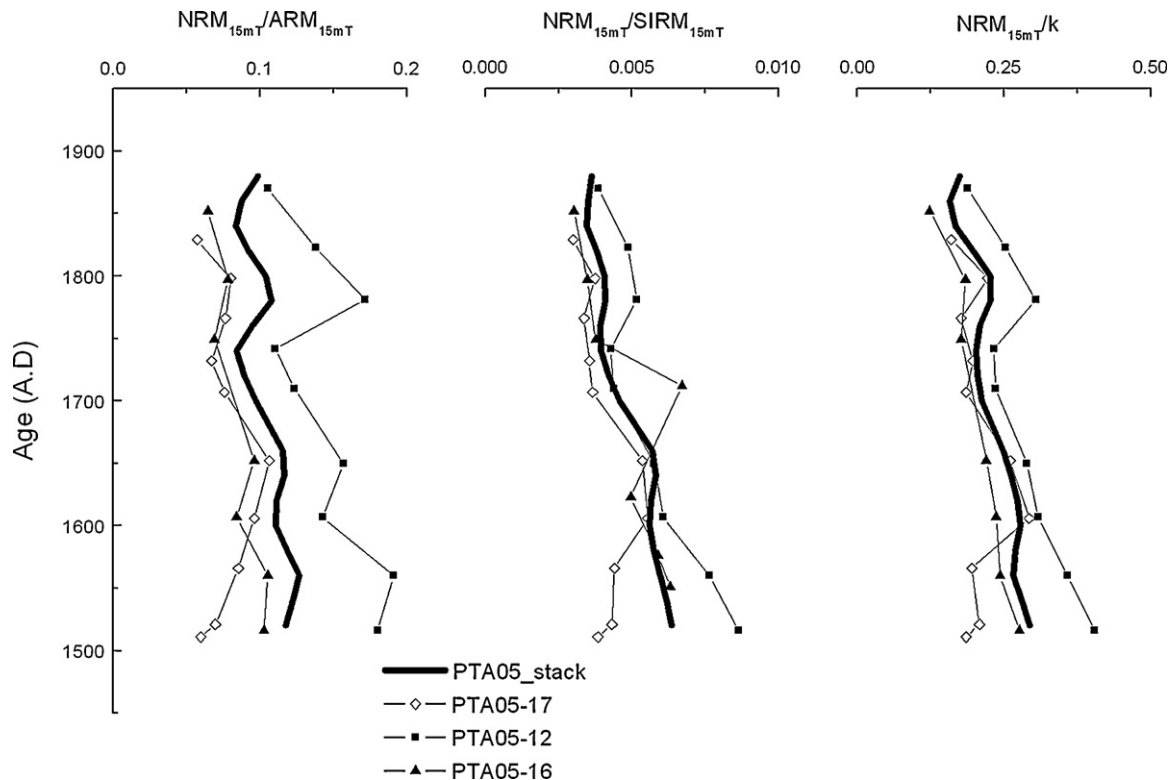 NRM15mT/ARM15mT NRM15mT/SIRM15mT NRM15mT/k
0.0 0.1 0.2 0.000 0.005 0.010 0.00 0.25 0.50
1900
1800
1700
1600
1500
Age (A.D)
PTA05_stack
PTA05-17
PTA05-12
PTA05-16